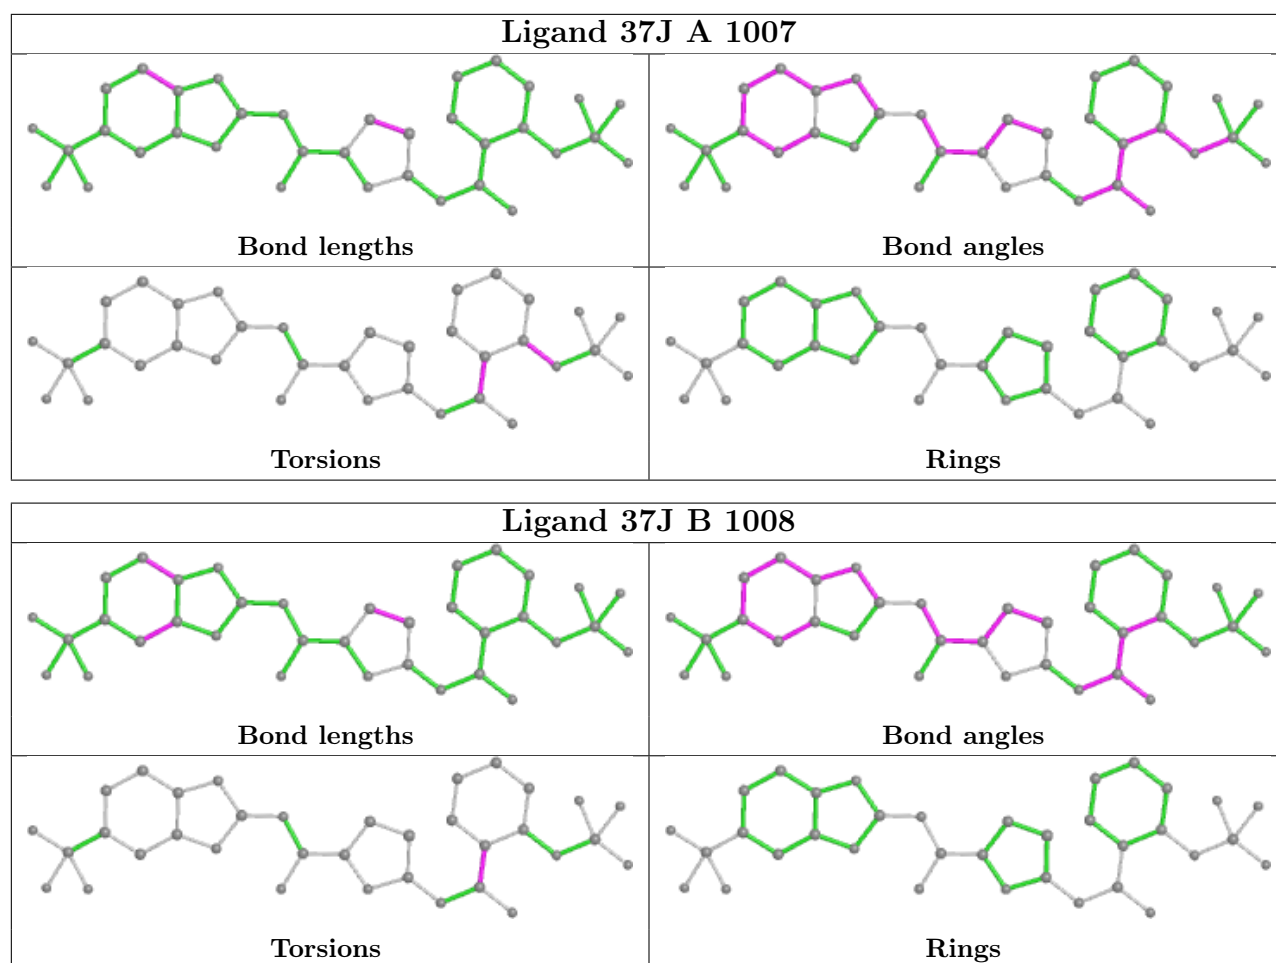 Ligand 37J A 1007
Bond lengths
Bond angles
Torsions
Rings
Ligand 37J B 1008
Bond lengths
Bond angles
Torsions
Rings